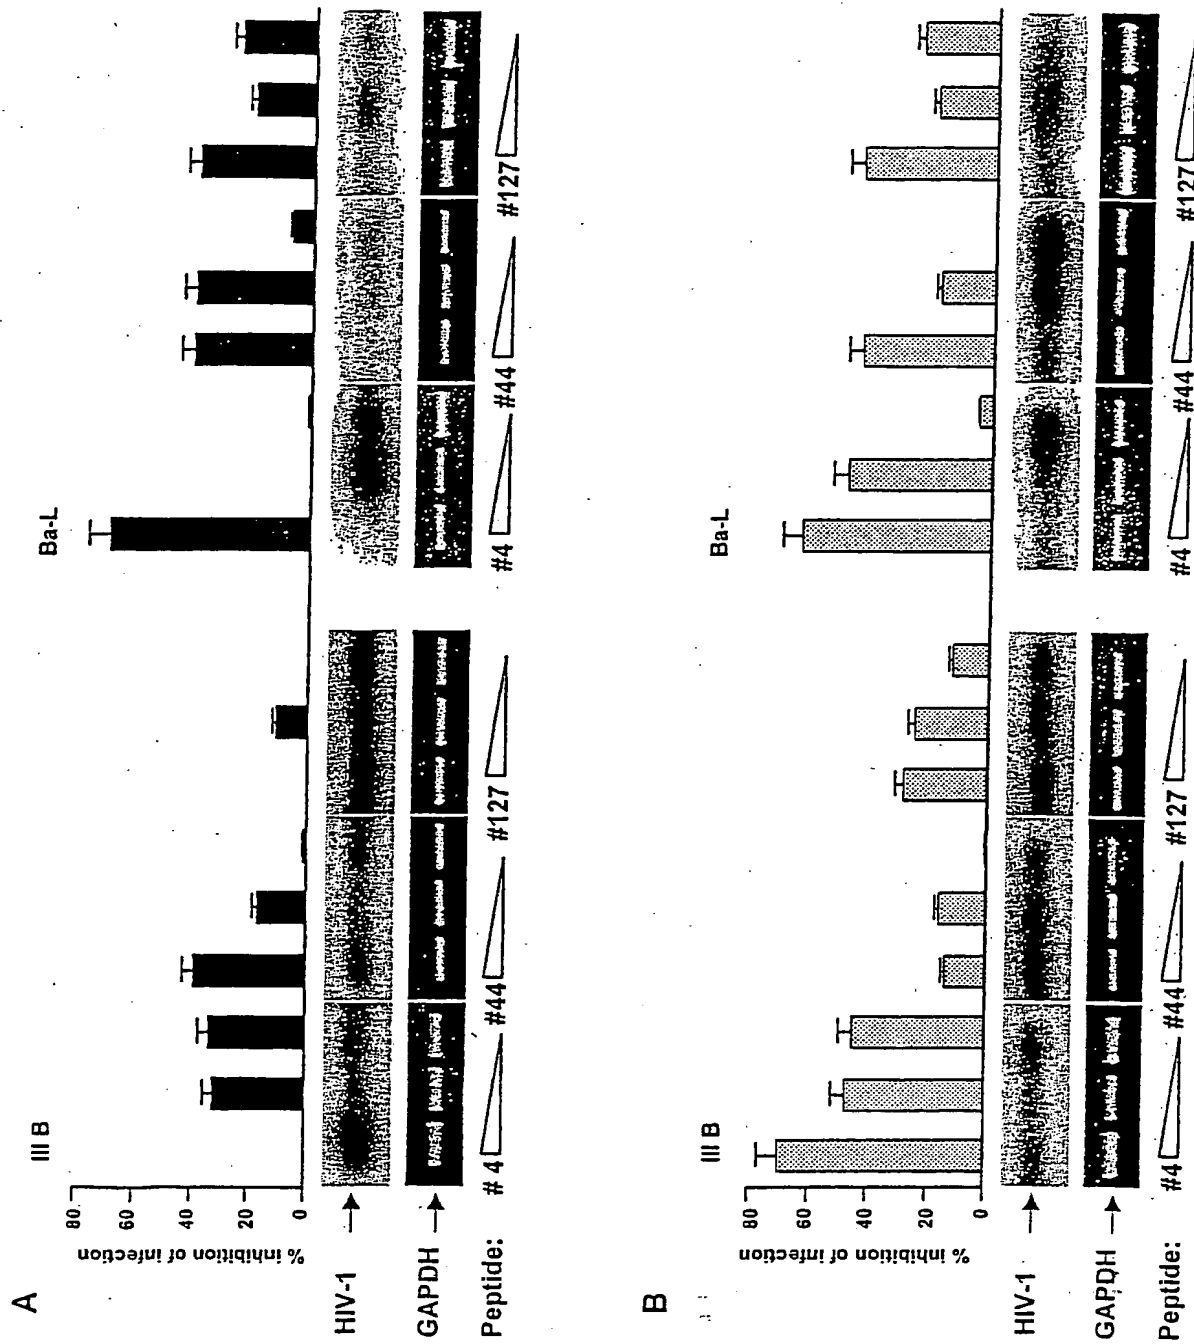 A
III B
Ba-L
% inhibition of infection
80
60
40
20
0
HIV-1
GAPDH
Peptide:
# 4
#44
#127
#4
#44
#127
B
III B
Ba-L
% inhibition of infection
80
60
40
20
0
HIV-1
GAPDH
Peptide:
#4
#44
#127
#4
#44
#127